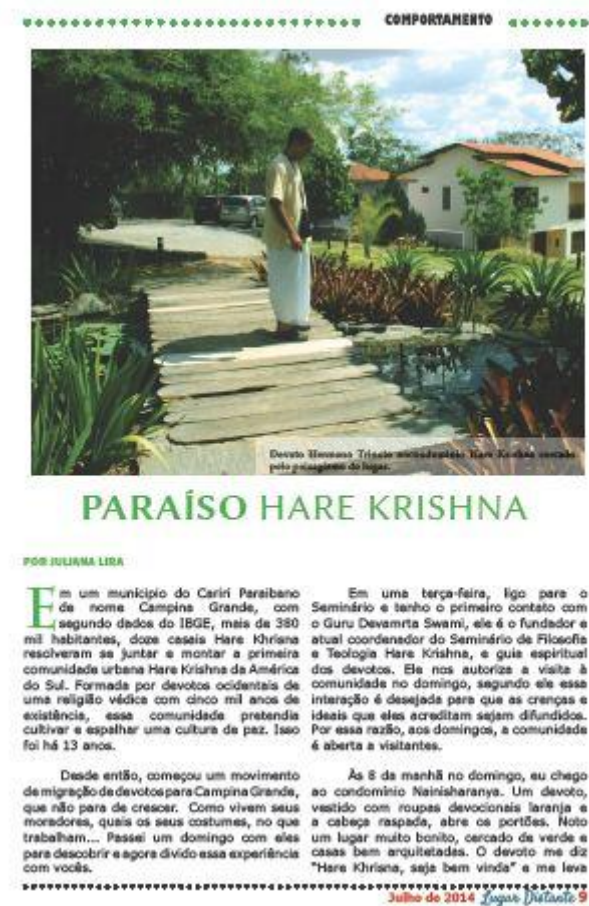 COMPORTAMENTO
Devoto Hermano Trineto no condomínio Hare Krishna cercado
pelo paisagismo do lugar.
PARAÍSO HARE KRISHNA
POR JULIANA LIRA
Em um município do Cariri Paraibano
de nome Campina Grande, com
segundo dados do IBGE, mais de 380
mil habitantes, doze casais Hare Khrisna
resolveram se juntar e montar a primeira
comunidade urbana Hare Krishna da América
do Sul. Formada por devotos ocidentais de
uma religião védica com cinco mil anos de
existência, essa comunidade pretendia
cultivar e espalhar uma cultura de paz. Isso
foi há 13 anos.
Desde então, começou um movimento
de migração de devotos para Campina Grande,
que não para de crescer. Como vivem seus
moradores, quais os seus costumes, no que
trabalham... Passei um domingo com eles
para descobrir e agora divido essa experiência
com vocês.
Em uma terça-feira, ligo para o
Seminário e tenho o primeiro contato com
o Guru Devamrta Swami, ele é o fundador e
atual coordenador do Seminário de Filosofia
e Teologia Hare Krishna, e guia espiritual
dos devotos. Ele nos autoriza a visita à
comunidade no domingo, segundo ele essa
interação é desejada para que as crenças e
ideais que eles acreditam sejam difundidos.
Por essa razão, aos domingos, a comunidade
é aberta a visitantes.
Às 8 da manhã no domingo, eu chego
ao condomínio Nainisharanya. Um devoto,
vestido com roupas devocionais laranja e
a cabeça raspada, abre os portões. Noto
um lugar muito bonito, cercado de verde e
casas bem arquitetadas. O devoto me diz
"Hare Khrisna, seja bem vinda" e me leva
Julho de 2014 Lugar Distante 9